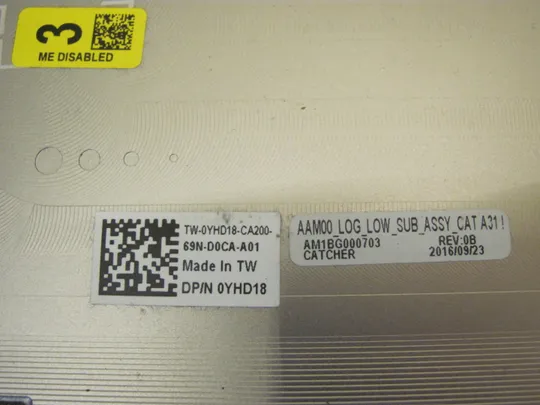 3
ME DISABLED
TW-0YHD18-CA200-
69N-D0CA-A01
Made In TW
DP/N 0YHD18
AAM00_LOG_LOW_SUB_ASSY_CAT A31 !
AM1BG000703 REV:0B
CATCHER 2016/09/23